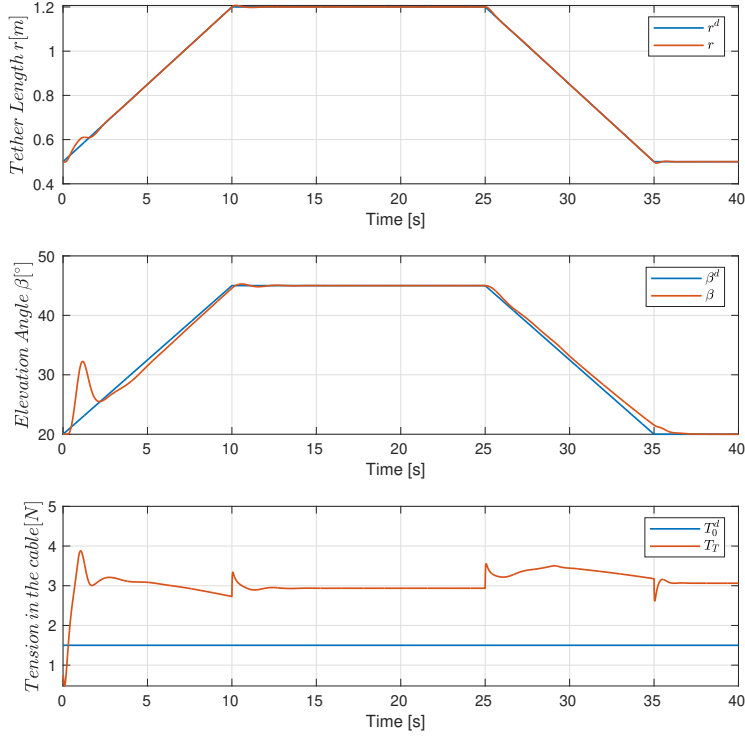 Tether Length r[m]
1.2
1
0.8
0.6
0.4
r^d
r
0 5 10 15 20 25 30 35 40
Time [s]
Elevation Angle β[°]
50
40
30
20
β^d
β
0 5 10 15 20 25 30 35 40
Time [s]
Tension in the cable[N]
5
4
3
2
1
T_0^d
T_T
0 5 10 15 20 25 30 35 40
Time [s]